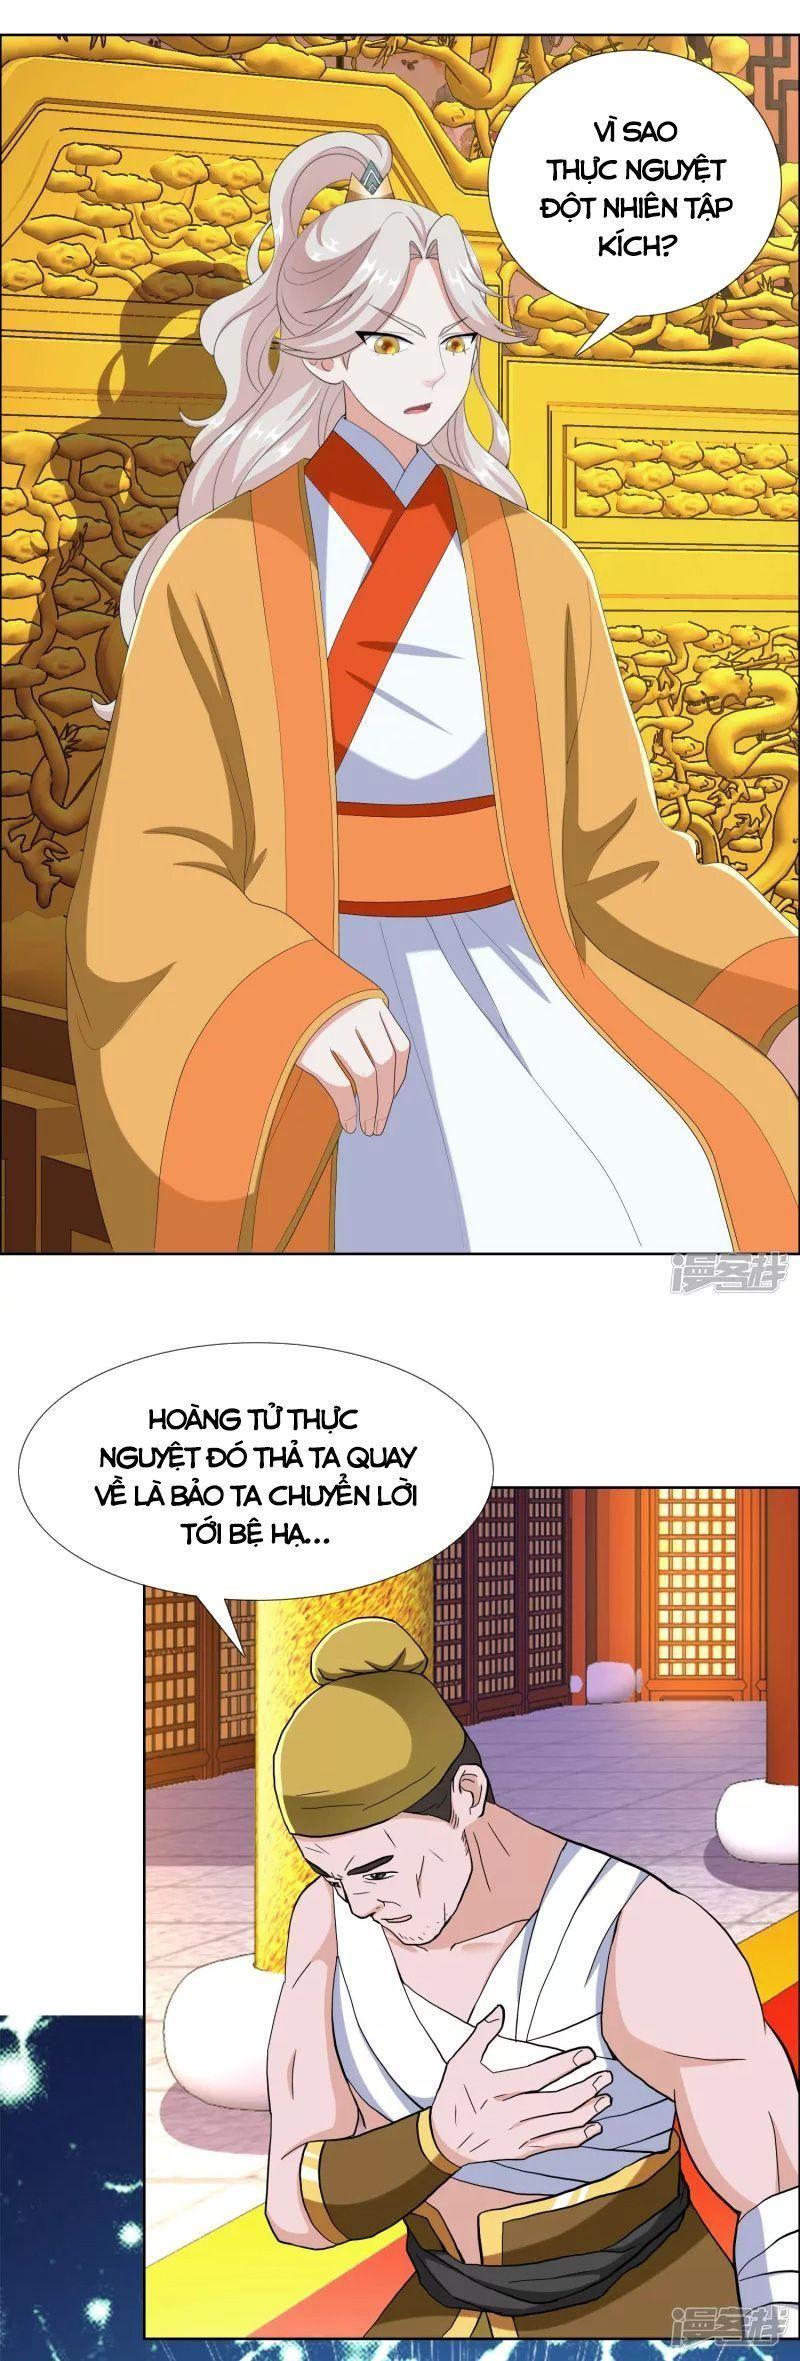 VÌ SAO
THỰC NGUYỆT
ĐỘT NHIÊN TẬP
KÍCH?
漫客栈
HOÀNG TỬ THỰC
NGUYỆT ĐÓ THẢ TA QUAY
VỀ LÀ BẢO TA CHUYỂN LỜI
TỚI BỆ HẠ...
漫客栈